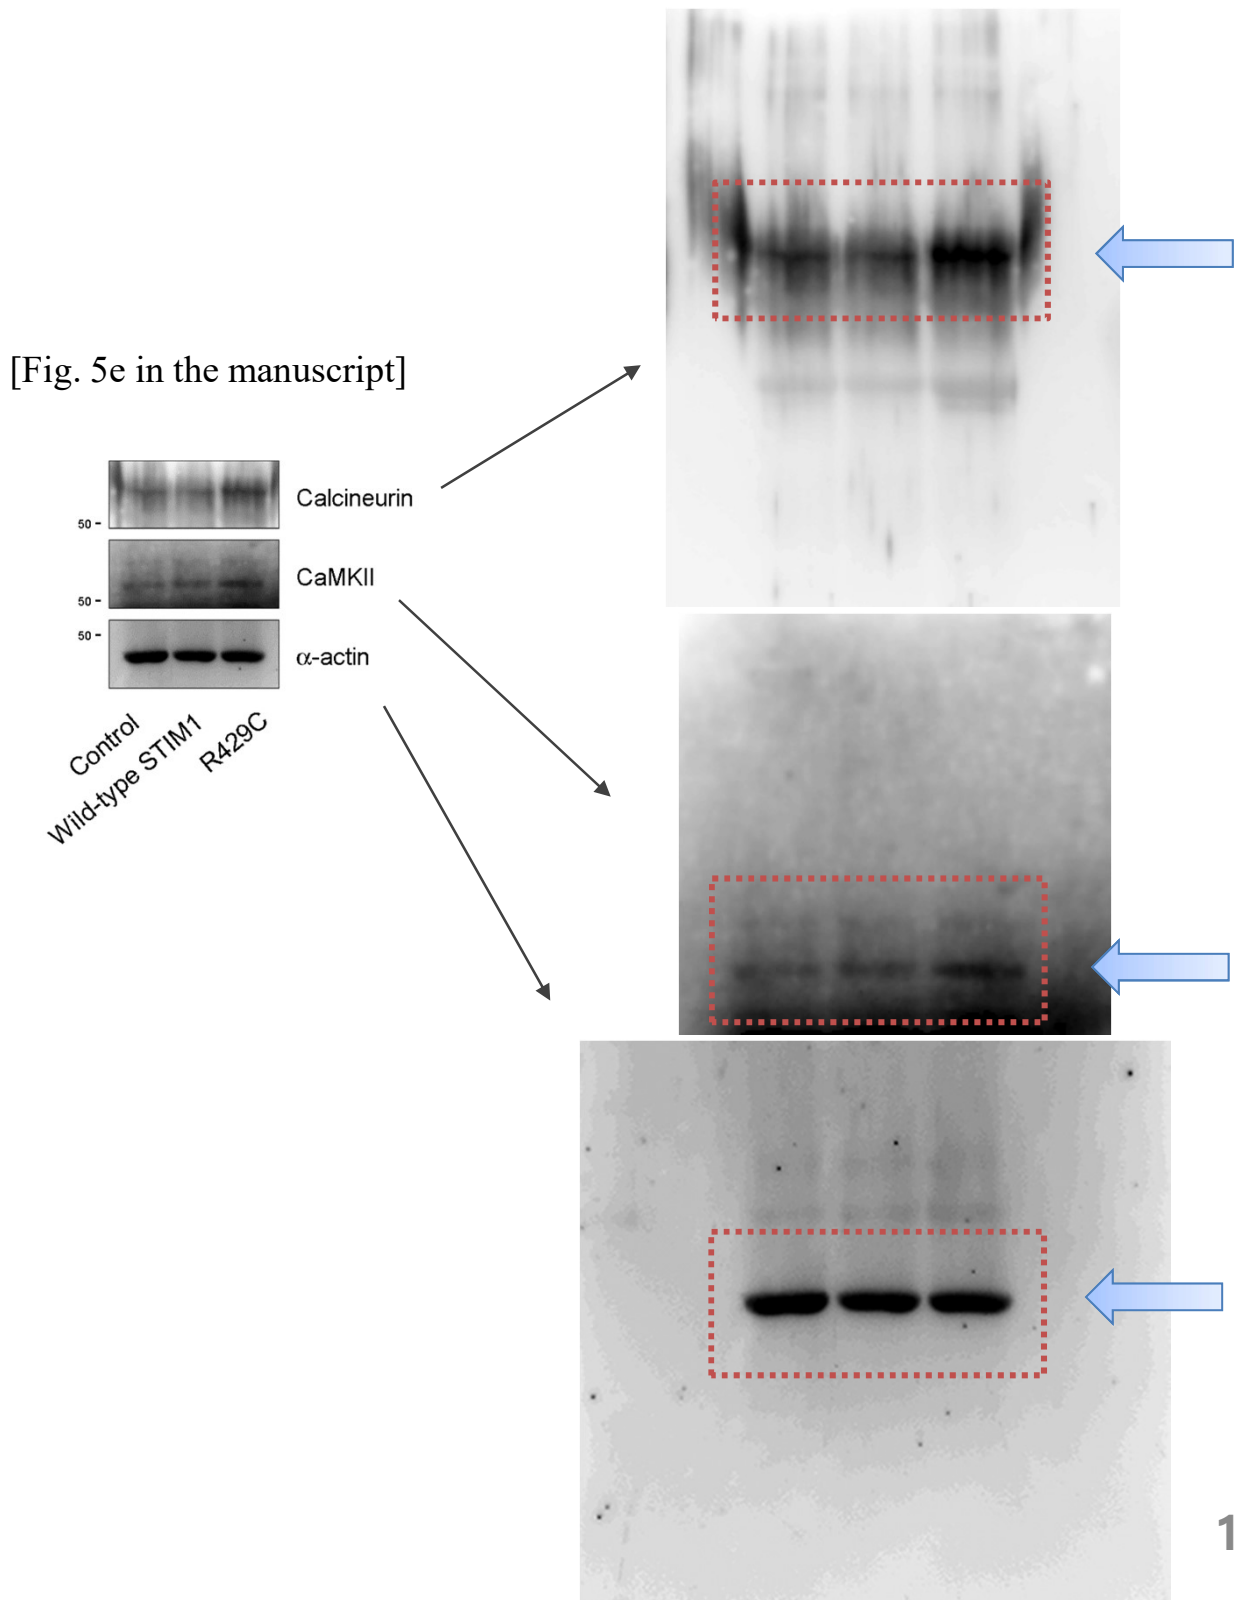 [Fig. 5e in the manuscript]
50 -
Calcineurin
50 -
CaMKII
50 -
α-actin
Control
Wild-type STIM1
R429C
1